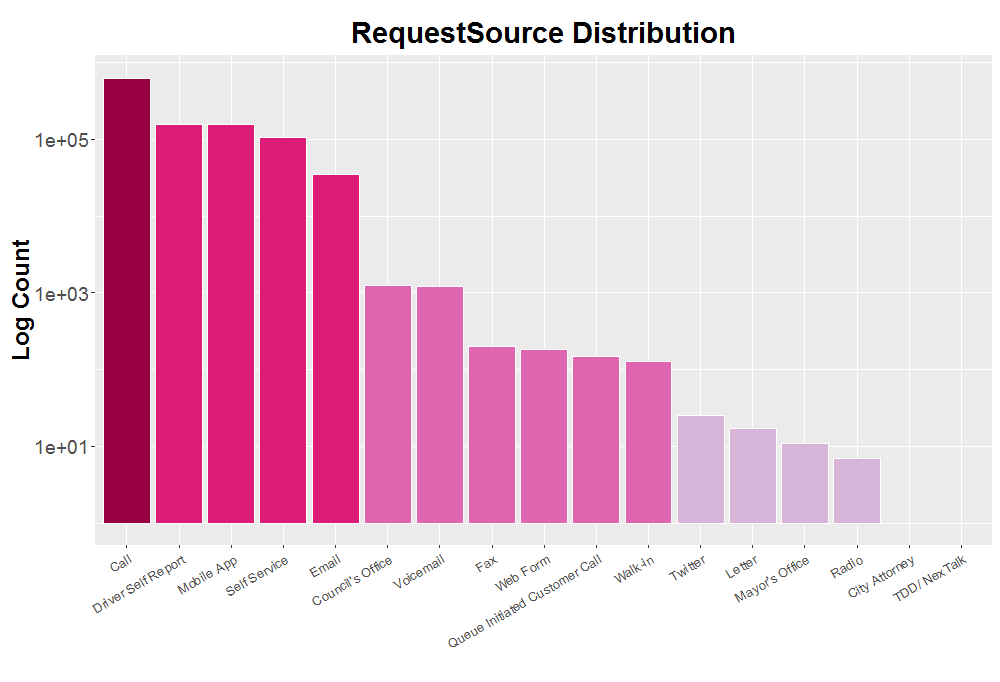 RequestSource Distribution
Log Count
1e+05
1e+03
1e+01
Call
Driver Self Report
Mobile App
Self Service
Email
Council's Office
Voicemail
Fax
Web Form
Queue Initiated Customer Call
Walk-in
Twitter
Letter
Mayor's Office
Radio
City Attorney
TDD/ NexTalk